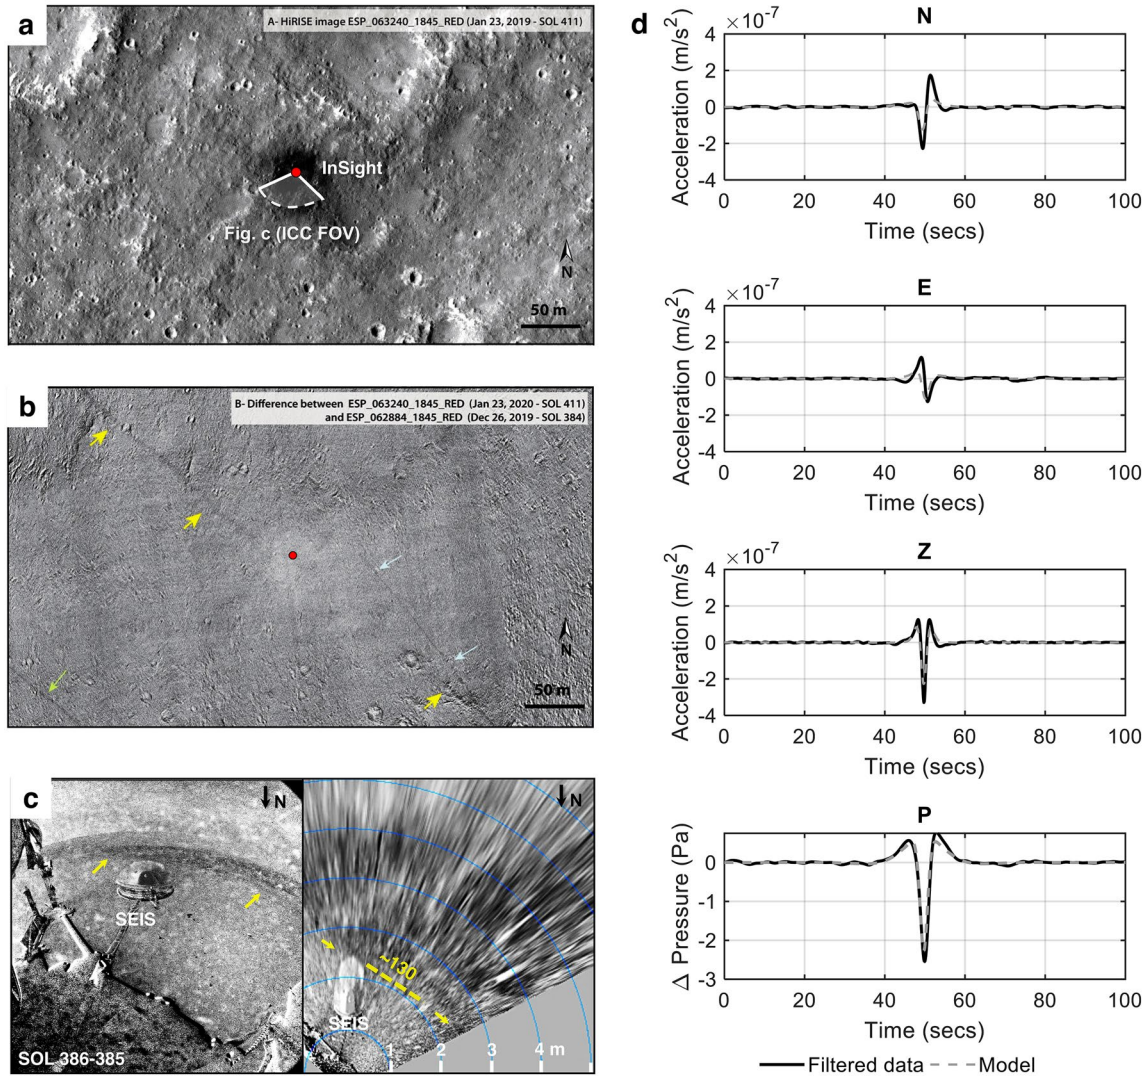 a
A- HiRISE image ESP_063240_1845_RED (Jan 23, 2019 - SOL 411)
InSight
Fig. c (ICC FOV)
N
50 m
b
B- Difference between ESP_063240_1845_RED (Jan 23, 2020 - SOL 411)
and ESP_062884_1845_RED (Dec 26, 2019 - SOL 384)
N
50 m
c
N
SEIS
SOL 386-385
N
~130
SEIS
1 2 3 4 m
d
N
×10⁻⁷
Acceleration (m/s²)
4
2
0
-2
-4
0 20 40 60 80 100
Time (secs)
E
×10⁻⁷
Acceleration (m/s²)
4
2
0
-2
-4
0 20 40 60 80 100
Time (secs)
Z
×10⁻⁷
Acceleration (m/s²)
4
2
0
-2
-4
0 20 40 60 80 100
Time (secs)
P
Δ Pressure (Pa)
0
-1
-2
-3
0 20 40 60 80 100
Time (secs)
Filtered data Model